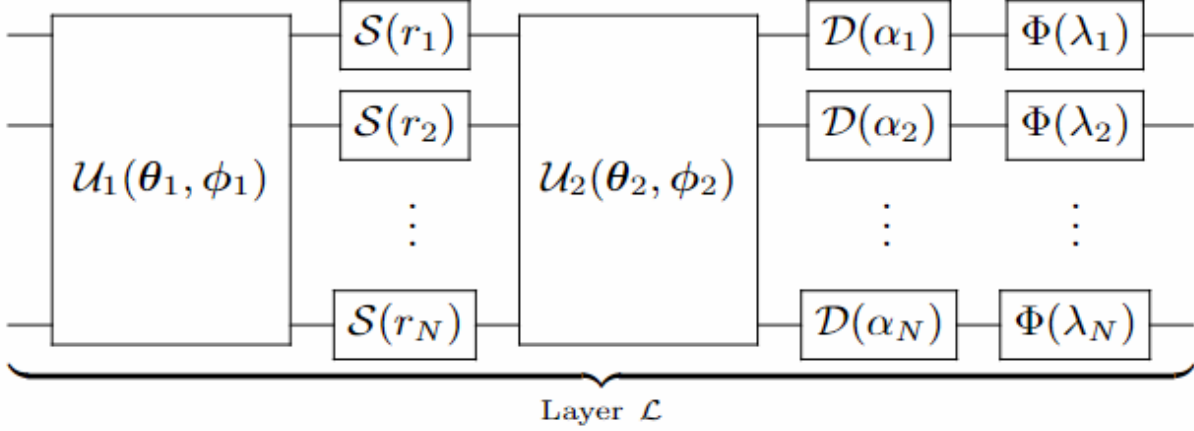 S(r₁) D(α₁) Φ(λ₁)
S(r₂) D(α₂) Φ(λ₂)
U₁(θ₁, ϕ₁) U₂(θ₂, ϕ₂)
⋮ ⋮ ⋮
S(r_N) D(α_N) Φ(λ_N)
Layer L